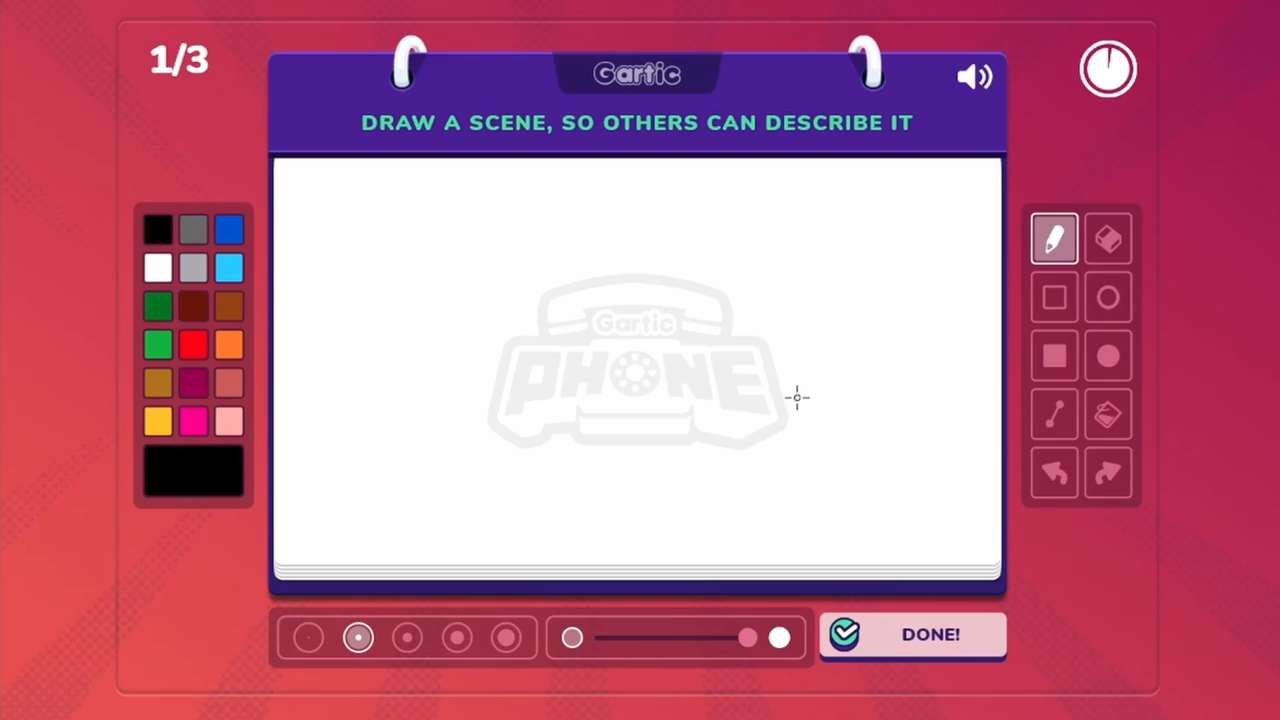 1/3
Gartic
DRAW A SCENE, SO OTHERS CAN DESCRIBE IT
Gartic
PHONE
DONE!